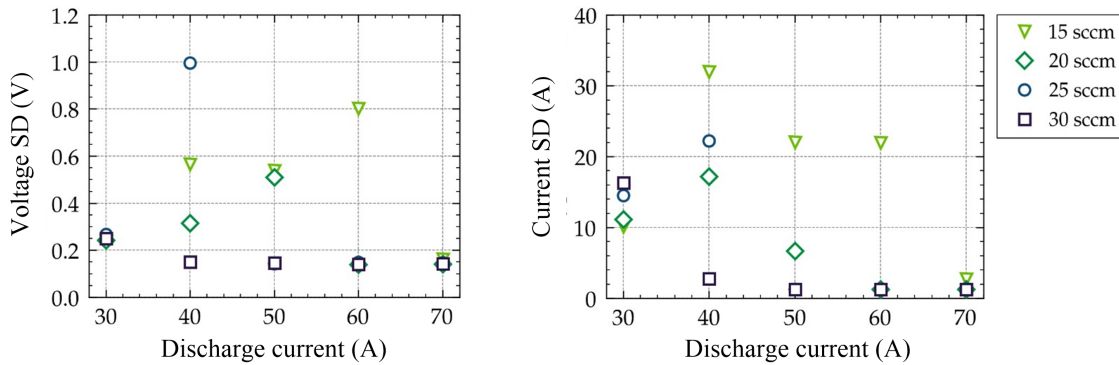 1.2
1.0
0.8
0.6
0.4
0.2
0.0
Voltage SD (V)
30 40 50 60 70
Discharge current (A)
40
30
20
10
0
Current SD (A)
30 40 50 60 70
Discharge current (A)
15 sccm
20 sccm
25 sccm
30 sccm